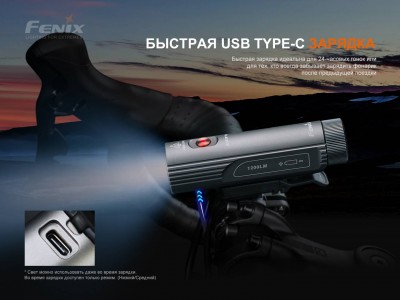 FENIX
БЫСТРАЯ USB TYPE-C ЗАРЯДКА
Быстрая зарядка идеальна для 24-часовых гонок или
для тех, кто всегда забывает зарядить фонарик
после предыдущей поездки
1200LM
* Свет можно использовать даже во время зарядки.
Во время зарядки доступен только режим. (Низкий/Средний)